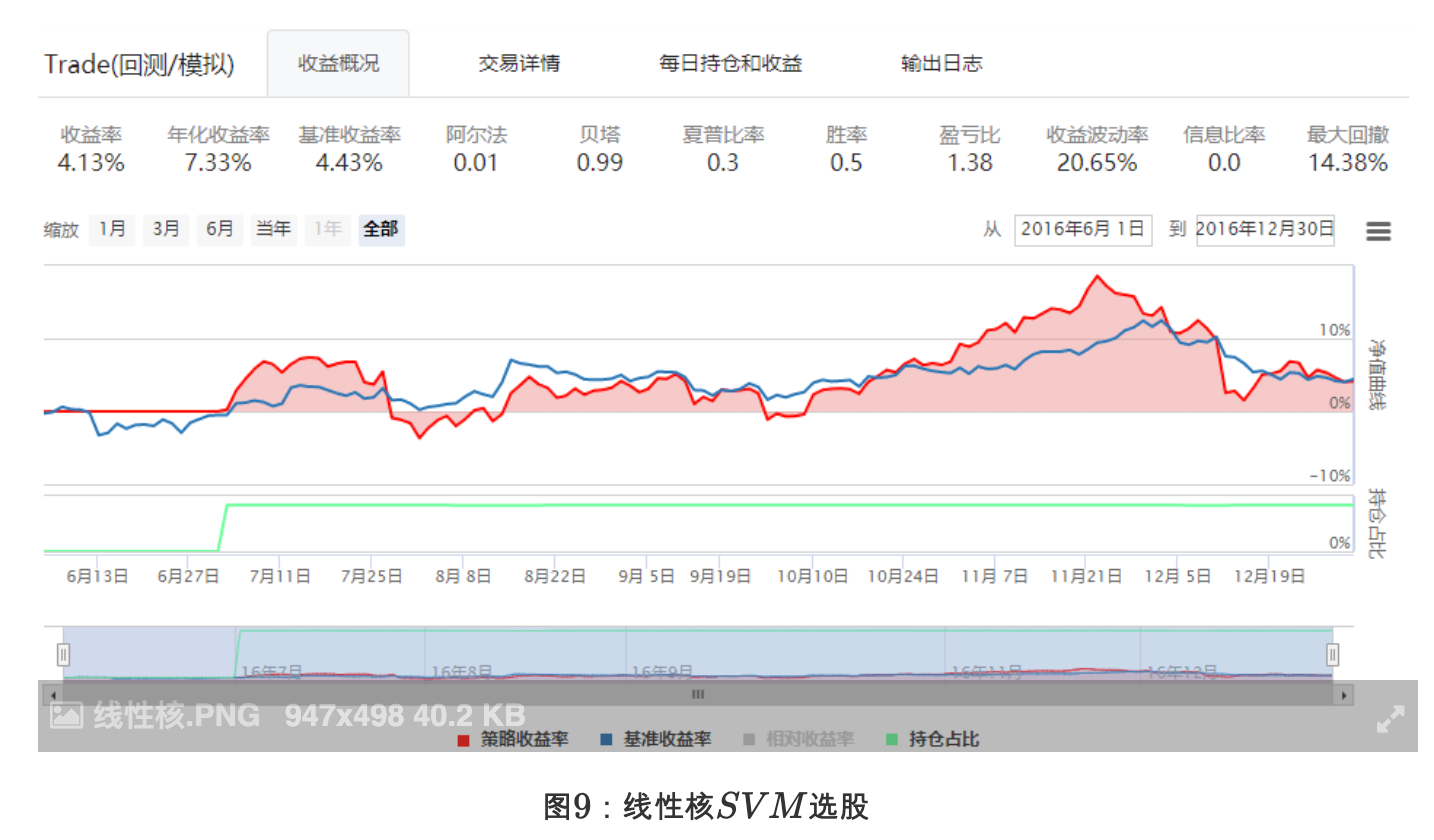 Trade(回测/模拟) 收益概况 交易详情 每日持仓和收益 输出日志
收益率 年化收益率 基准收益率 阿尔法 贝塔 夏普比率 胜率 盈亏比 收益波动率 信息比率 最大回撤
4.13% 7.33% 4.43% 0.01 0.99 0.3 0.5 1.38 20.65% 0.0 14.38%
缩放 1月 3月 6月 当年 1年 全部 从 2016年6月 1日 到 2016年12月30日
10%
净值曲线
0%
-10%
持仓占比
0%
6月13日 6月27日 7月11日 7月25日 8月 8日 8月22日 9月 5日 9月19日 10月10日 10月24日 11月 7日 11月21日 12月 5日 12月19日
16年7月 16年8月 16年9月 16年11月 16年12月
线性核.PNG 947x498 40.2 KB
策略收益率 基准收益率 相对收益率 持仓占比
图9：线性核SVM选股